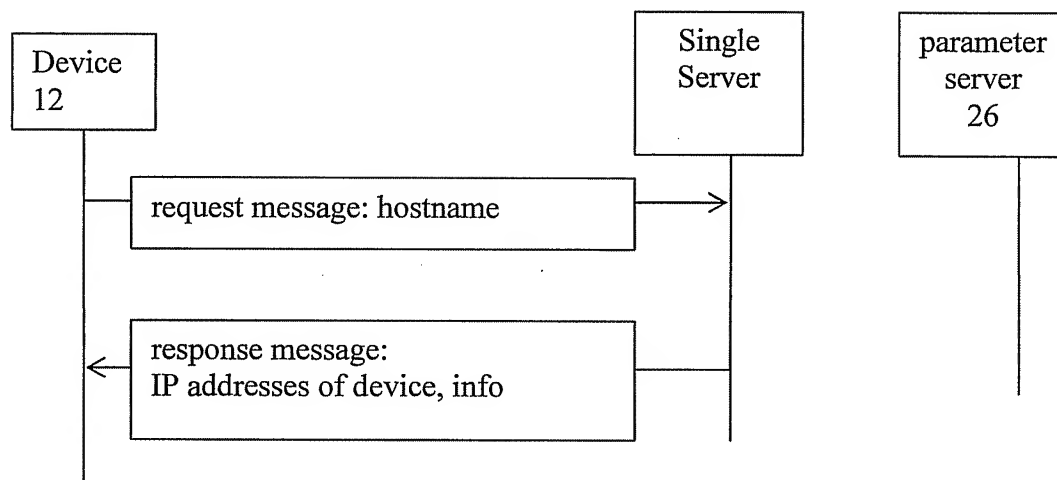 Device
12
Single
Server
parameter
server
26
request message: hostname
response message:
IP addresses of device, info